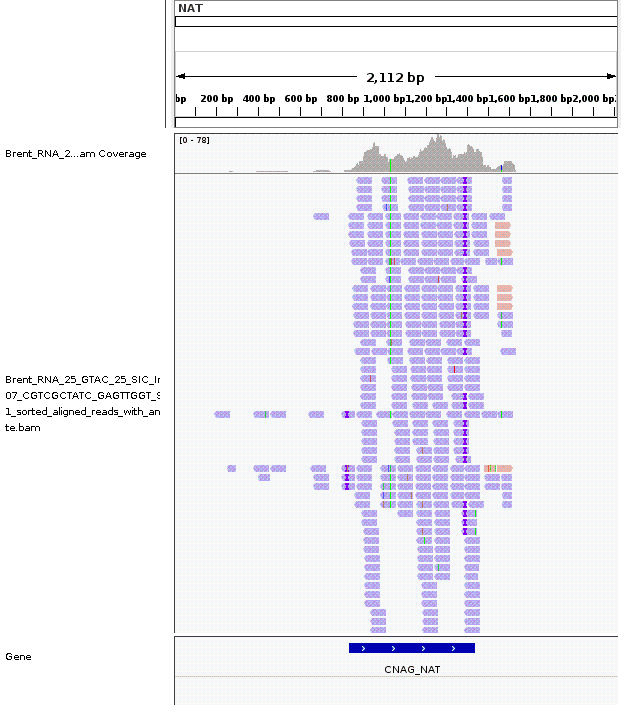 NAT
2,112 bp
bp 200 bp 400 bp 600 bp 800 bp 1,000 bp 1,200 bp 1,400 bp 1,600 bp 1,800 bp 2,000 bp
[0 - 78]
Brent_RNA_2...am Coverage
Brent_RNA_25_GTAC_25_SIC_Ir
07_CGTCGCTATC_GAGTTGGT_S
1_sorted_aligned_reads_with_an
te.bam
Gene
CNAG_NAT